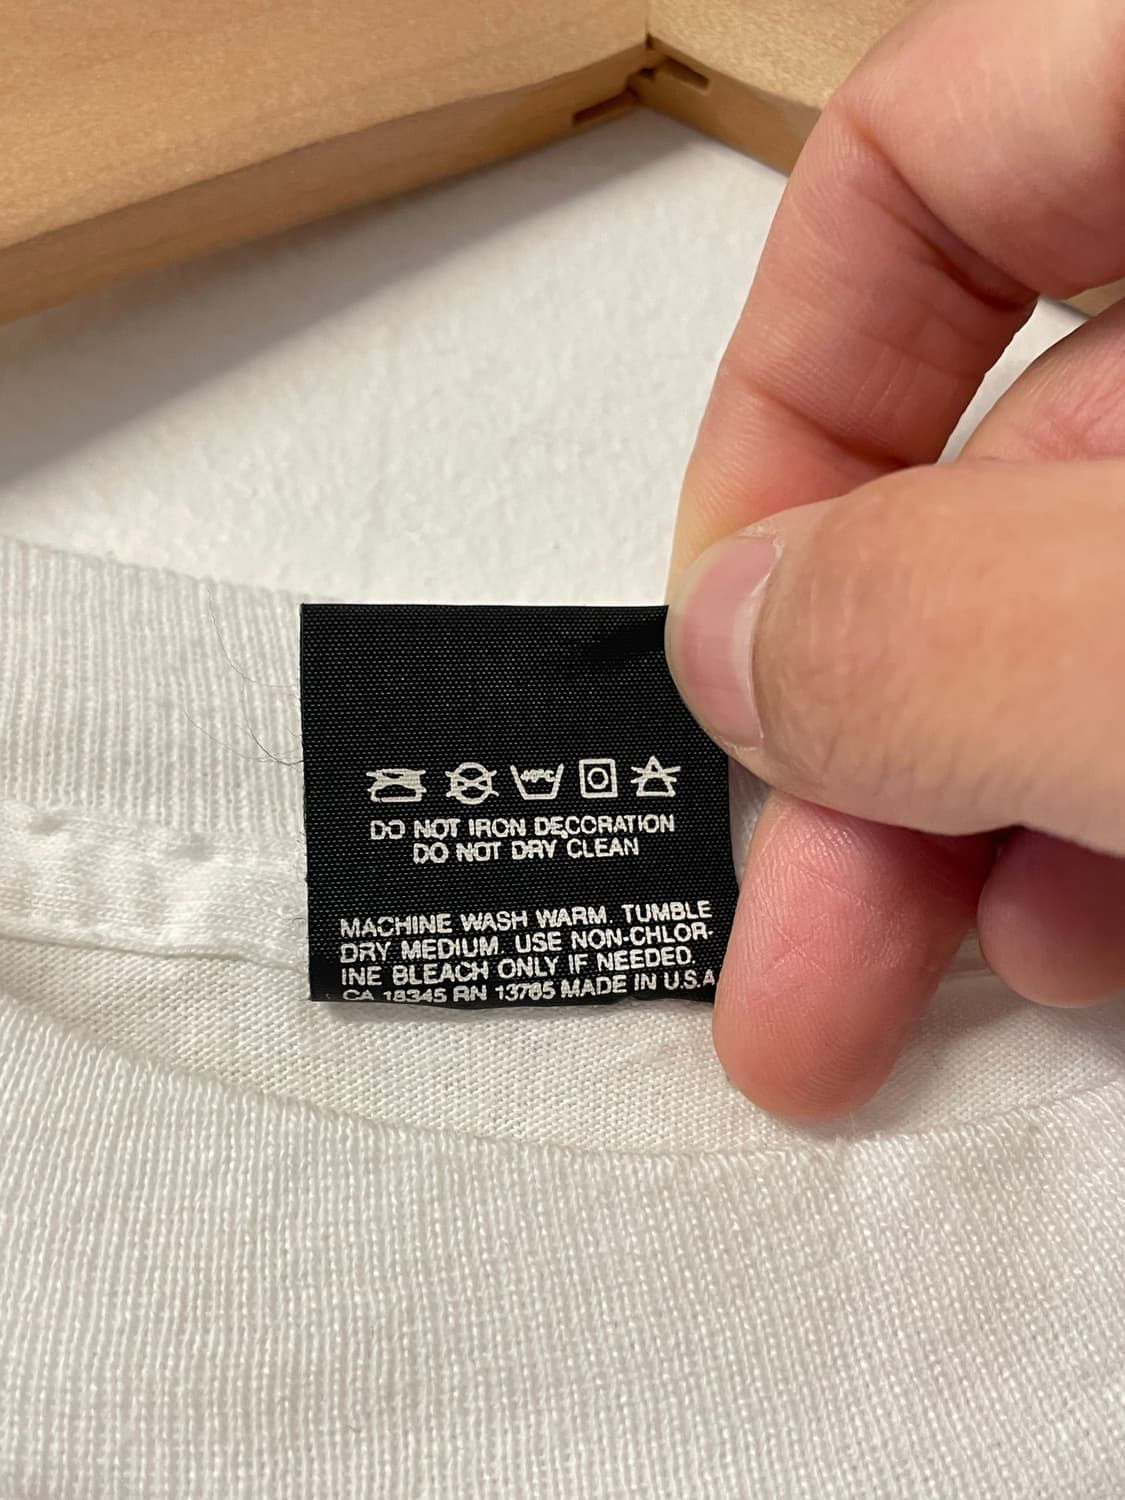 40°C
DO NOT IRON DECORATION
DO NOT DRY CLEAN
MACHINE WASH WARM. TUMBLE
DRY MEDIUM. USE NON-CHLOR-
INE BLEACH ONLY IF NEEDED.
CA 18345 RN 13765 MADE IN U.S.A